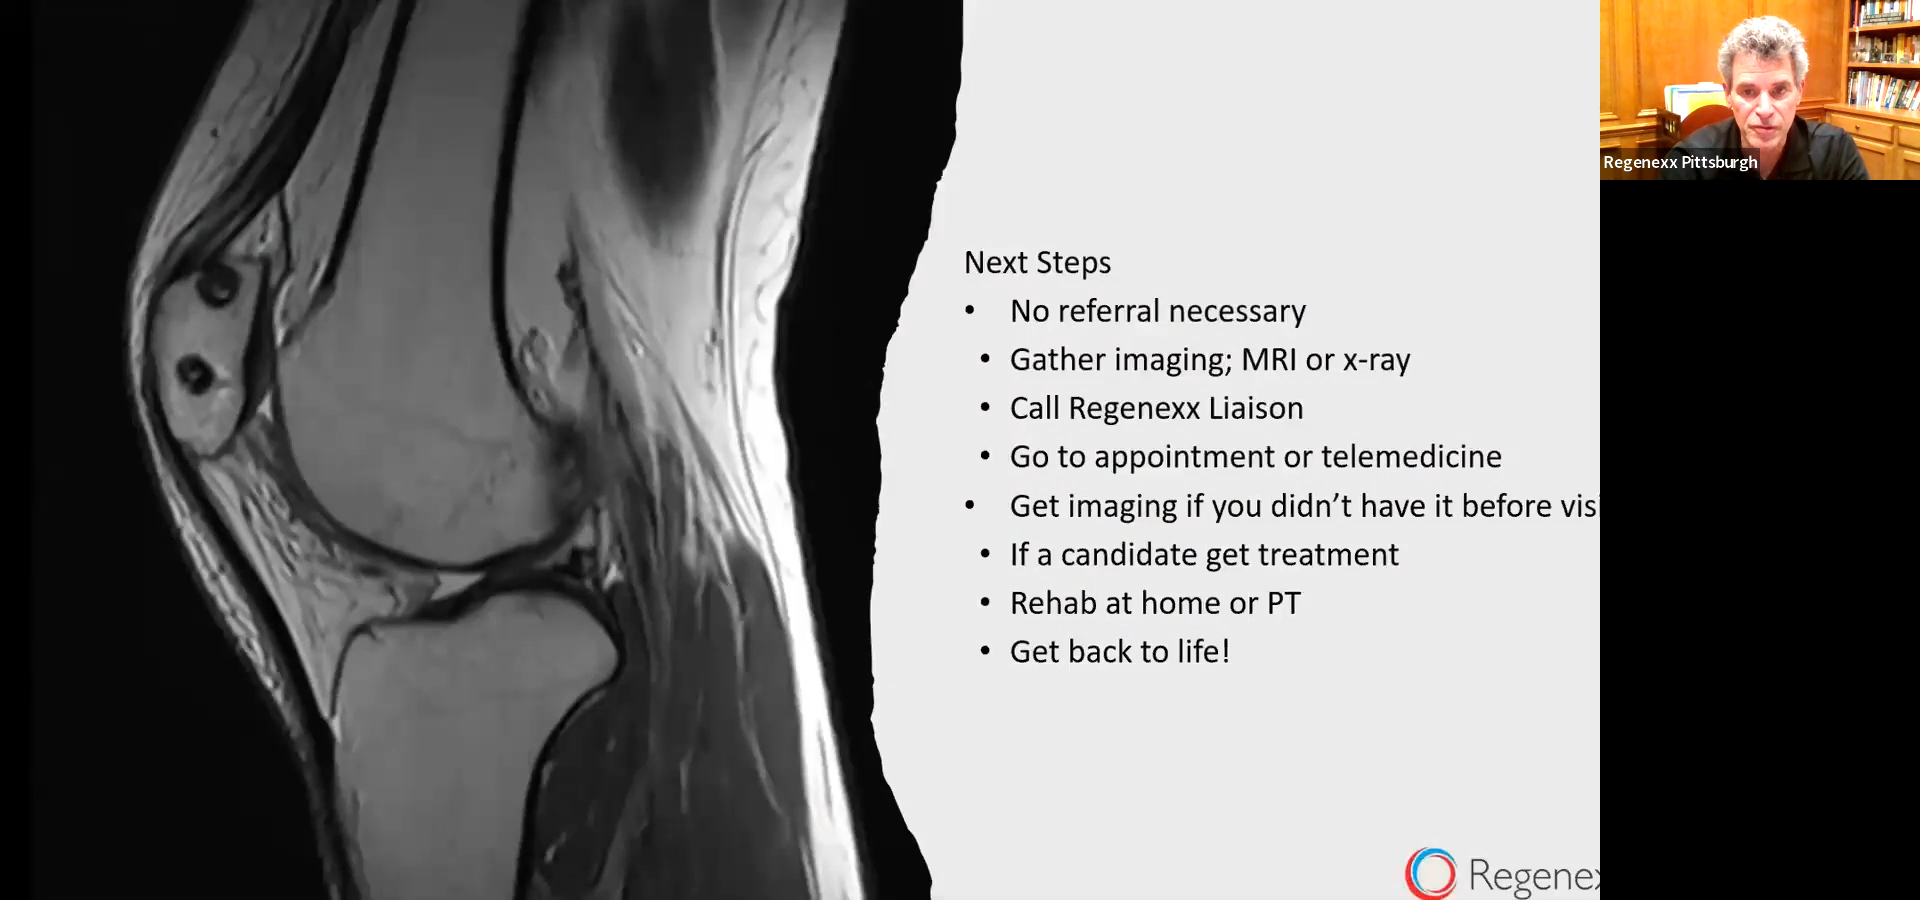 Next Steps
• No referral necessary
• Gather imaging; MRI or x-ray
• Call Regenexx Liaison
• Go to appointment or telemedicine
• Get imaging if you didn't have it before vis
• If a candidate get treatment
• Rehab at home or PT
• Get back to life!
Regenex
Regenexx Pittsburgh